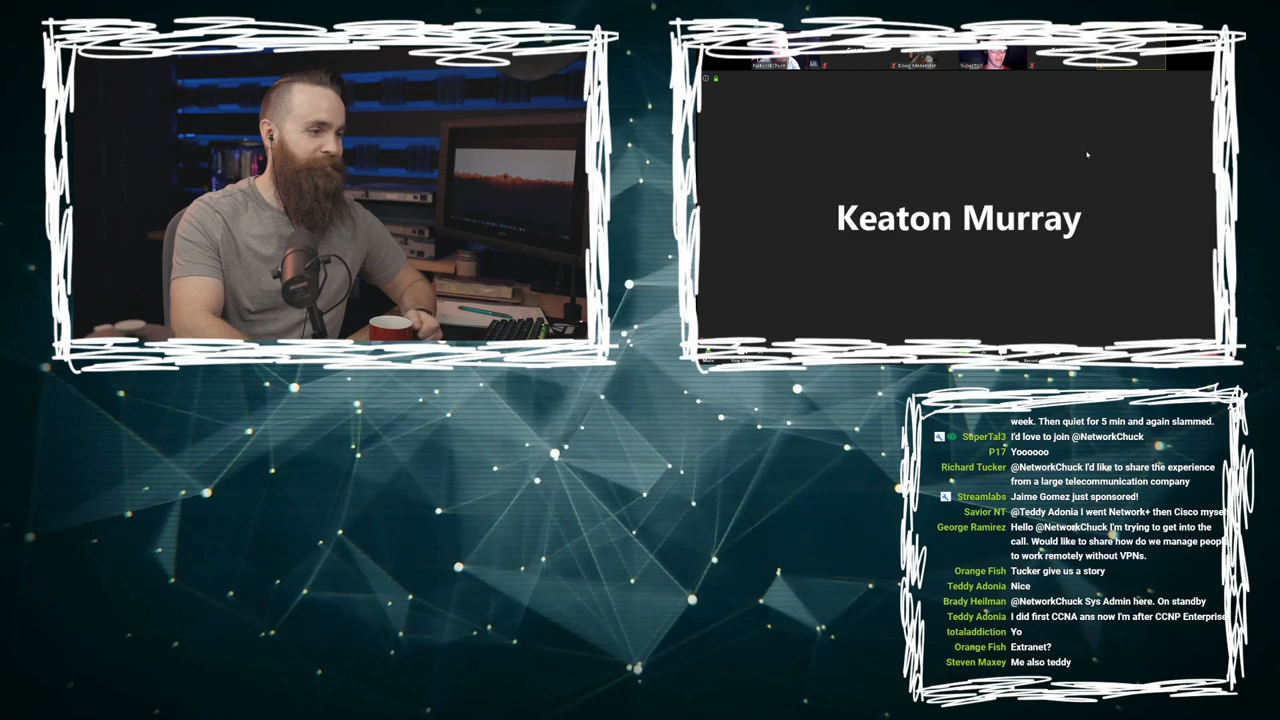 NetworkChuck
Doug Menendez
SuperTal3
Keaton Murray
week. Then quiet for 5 min and again slammed.
SuperTal3 I'd love to join @NetworkChuck
P17 Yoooooo
Richard Tucker @NetworkChuck I'd like to share the experience
from a large telecommunication company
Streamlabs Jaime Gomez just sponsored!
Savior NT @Teddy Adonia I went Network+ then Cisco myse
George Ramirez Hello @NetworkChuck I'm trying to get into the
call. Would like to share how do we manage peop
to work remotely without VPNs.
Orange Fish Tucker give us a story
Teddy Adonia Nice
Brady Heilman @NetworkChuck Sys Admin here. On standby
Teddy Adonia I did first CCNA ans now I'm after CCNP Enterprise
totaladdiction Yo
Orange Fish Extranet?
Steven Maxey Me also teddy